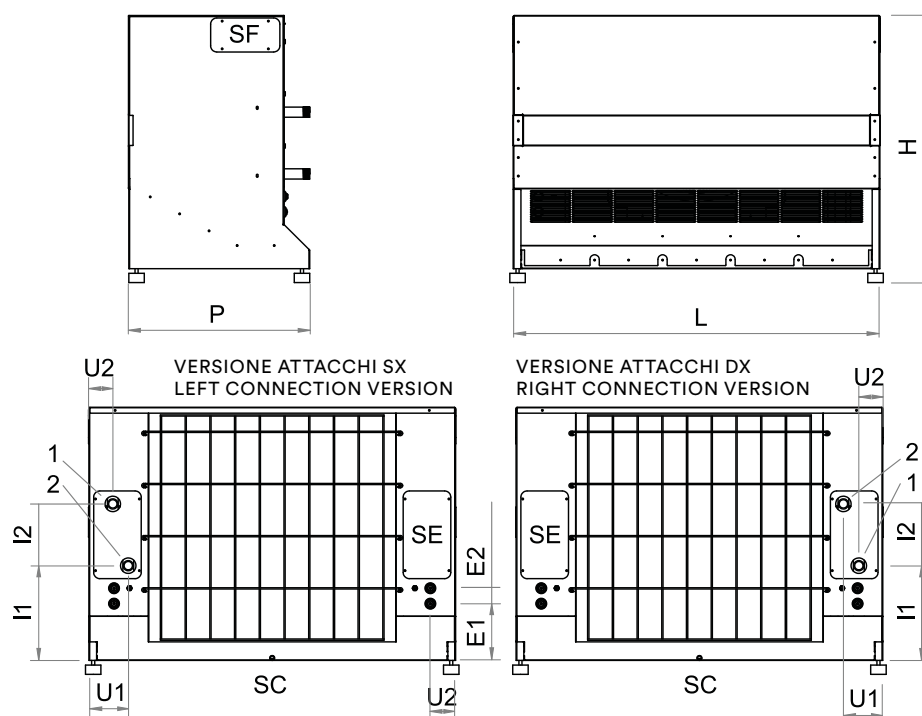 SF
H
P
L
VERSIONE ATTACCHI SX
LEFT CONNECTION VERSION
U2
1
2
I2
I1
U1
SE
E2
E1
U2
SC
VERSIONE ATTACCHI DX
RIGHT CONNECTION VERSION
U2
2
1
I2
I1
SE
SC
U1